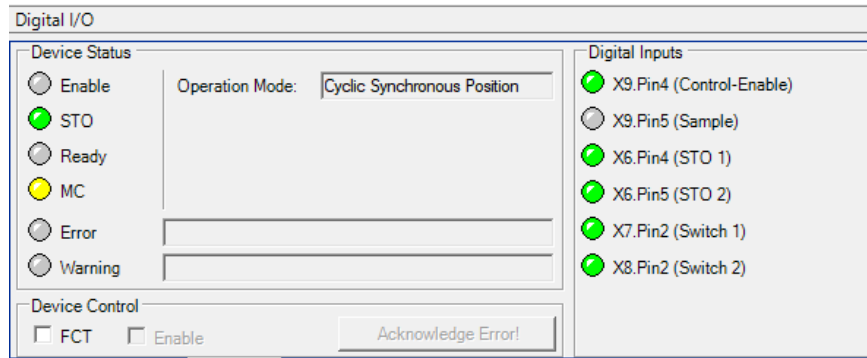 Digital I/O
Device Status
Enable
Operation Mode: Cyclic Synchronous Position
STO
Ready
MC
Error
Warning
Device Control
FCT Enable Acknowledge Error!
Digital Inputs
X9.Pin4 (Control-Enable)
X9.Pin5 (Sample)
X6.Pin4 (STO 1)
X6.Pin5 (STO 2)
X7.Pin2 (Switch 1)
X8.Pin2 (Switch 2)